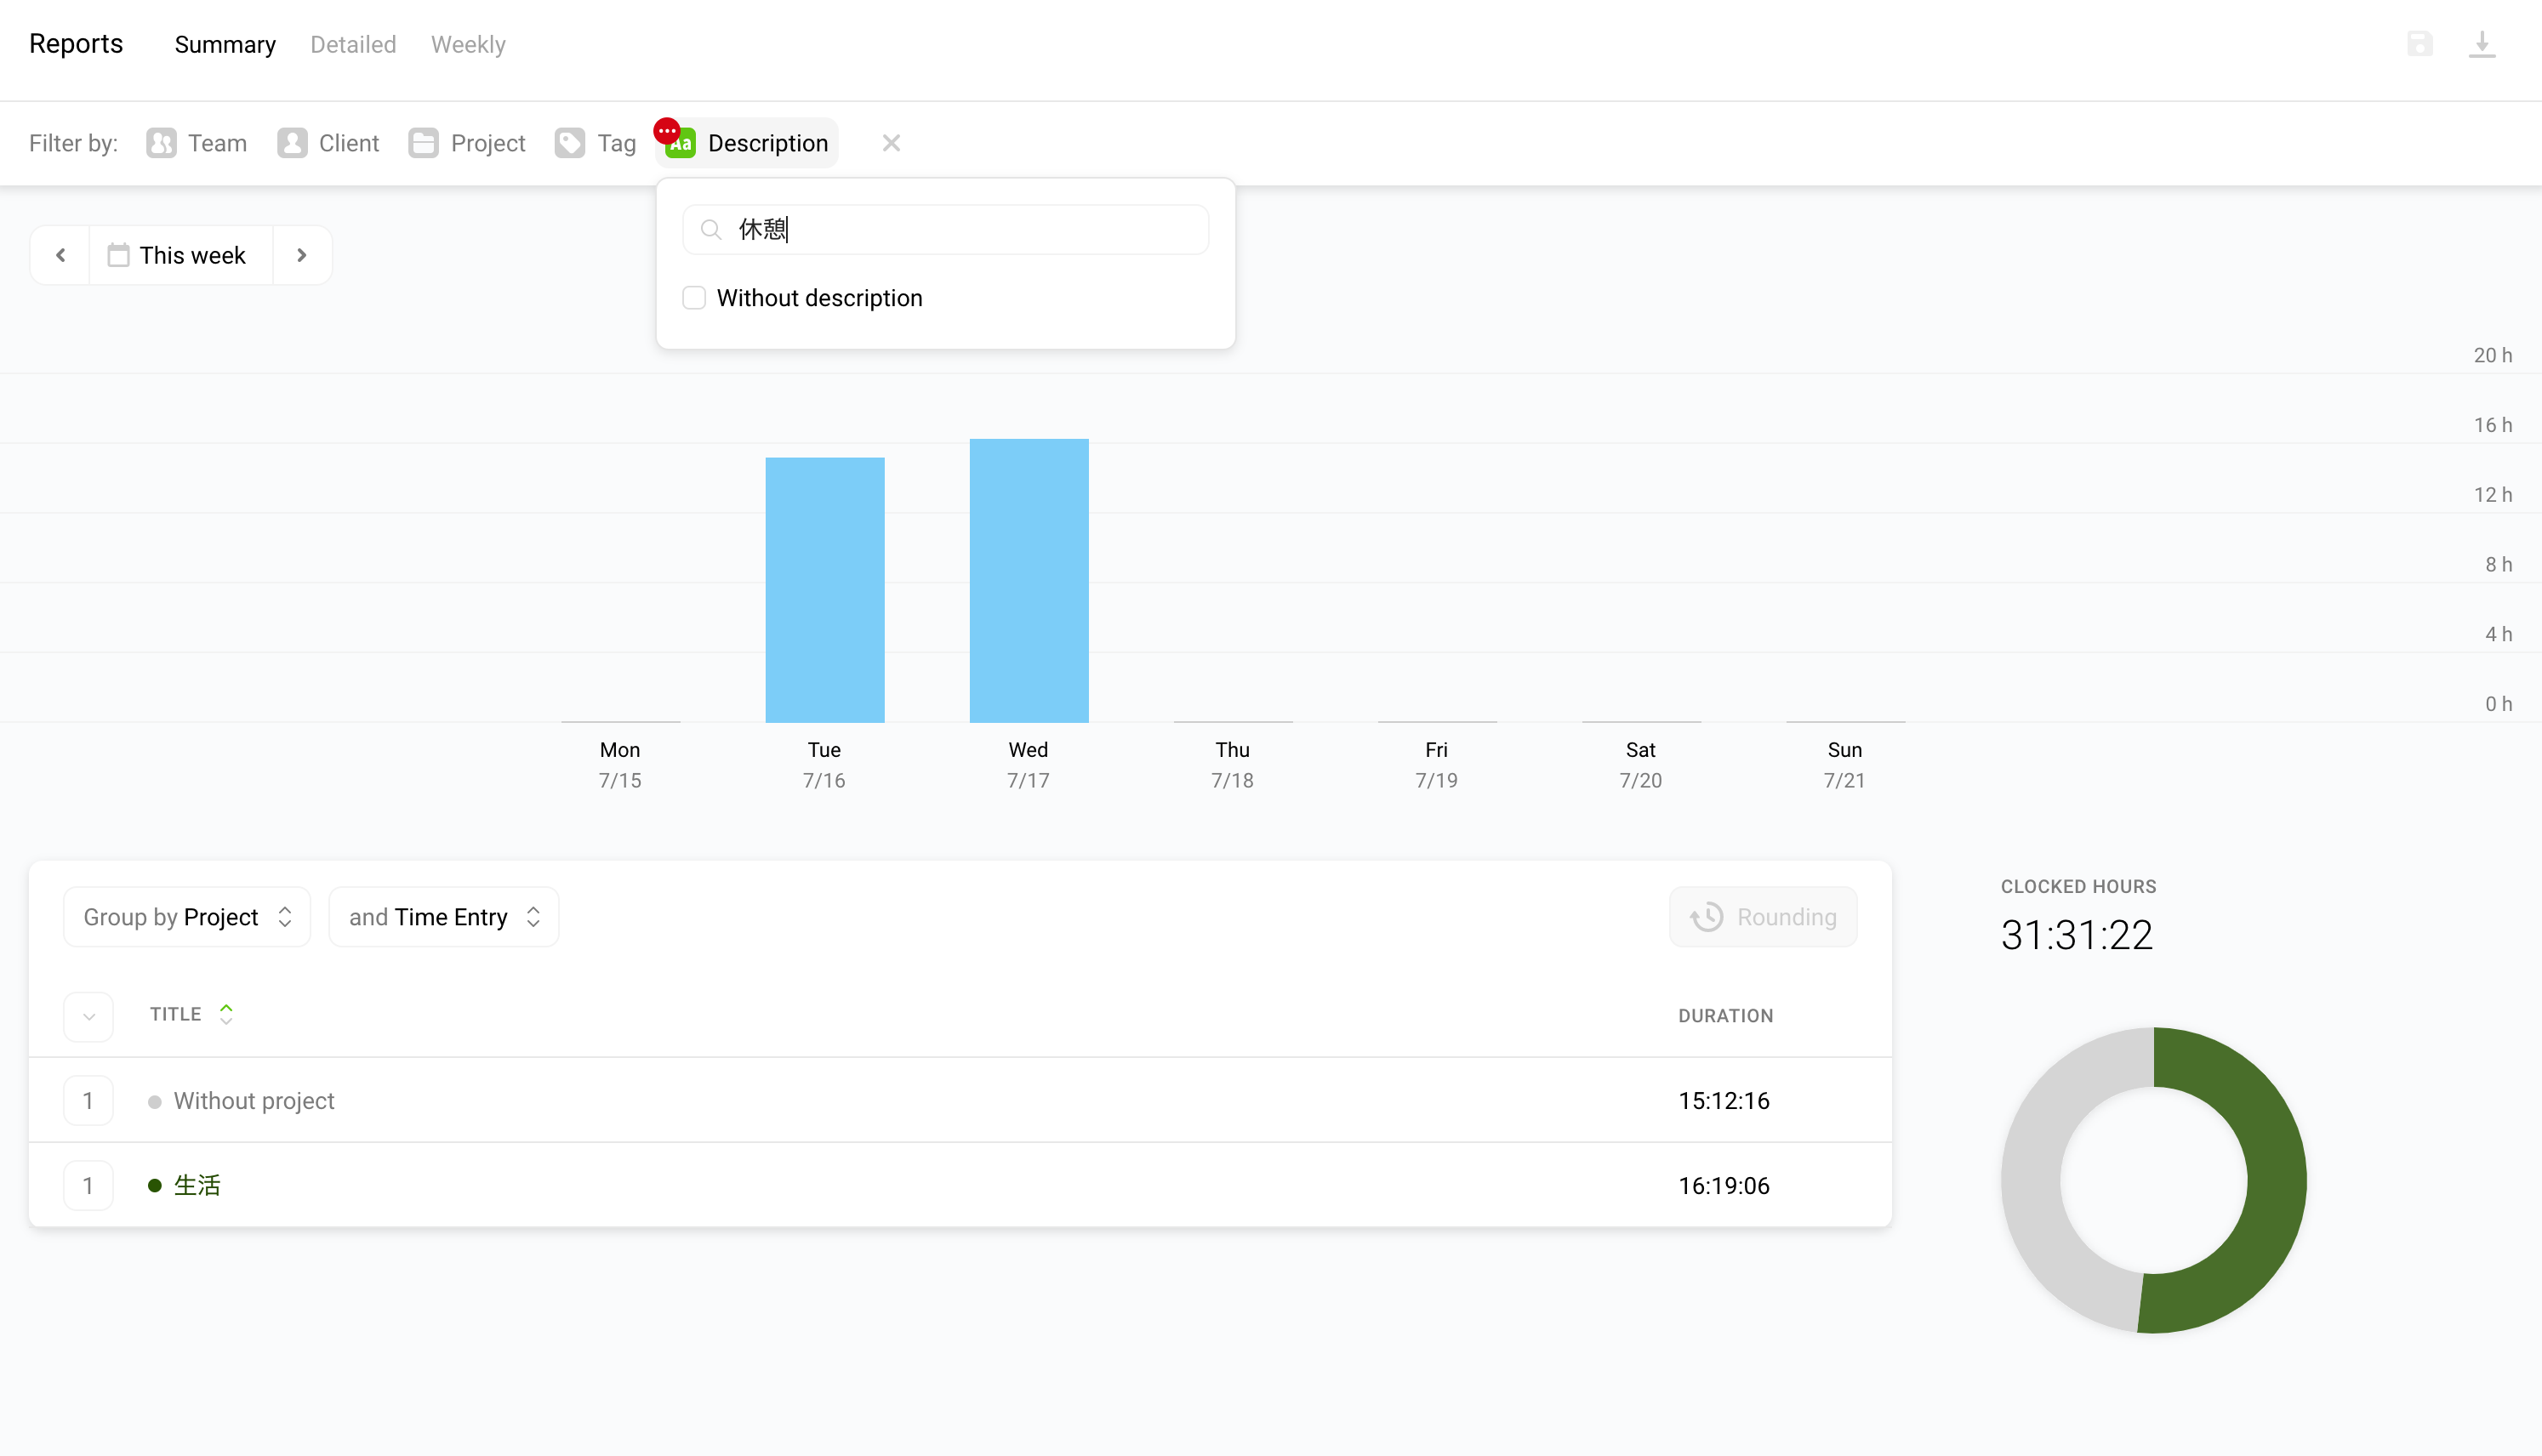 Reports Summary Detailed Weekly
Filter by: Team Client Project Tag Aa Description
休憩
This week
Without description
20 h
16 h
12 h
8 h
4 h
0 h
Mon Tue Wed Thu Fri Sat Sun
7/15 7/16 7/17 7/18 7/19 7/20 7/21
Group by Project and Time Entry Rounding
CLOCKED HOURS
31:31:22
TITLE DURATION
1 Without project 15:12:16
1 生活 16:19:06